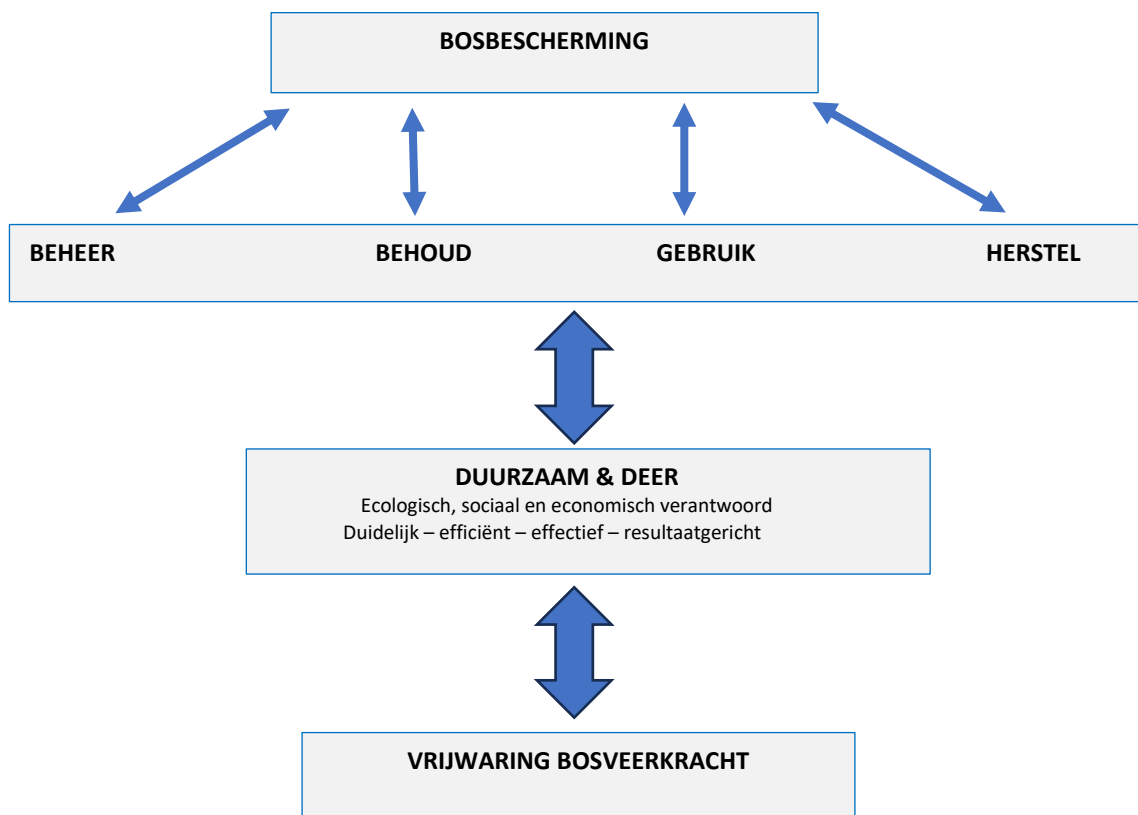 BOSBESCHERMING
BEHEER BEHOUD GEBRUIK HERSTEL
DUURZAAM & DEER
Ecologisch, sociaal en economisch verantwoord
Duidelijk – efficiënt – effectief – resultaatgericht
VRIJWARING BOSVEERKRACHT